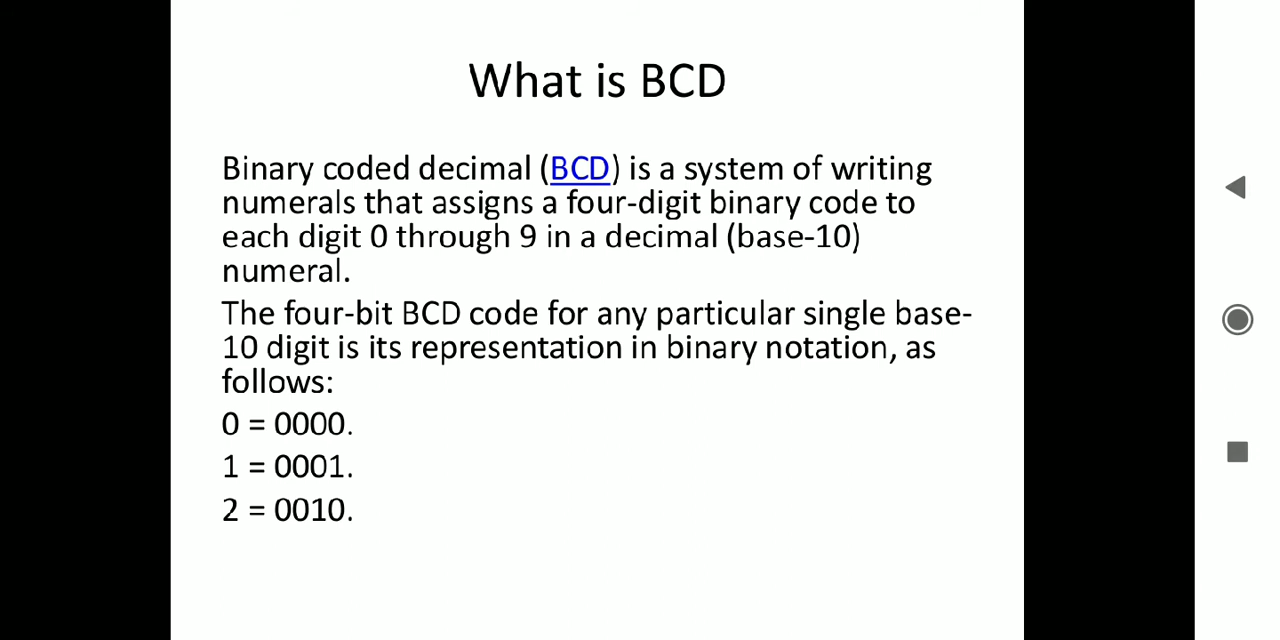 What is BCD
Binary coded decimal (BCD) is a system of writing
numerals that assigns a four-digit binary code to
each digit 0 through 9 in a decimal (base-10)
numeral.
The four-bit BCD code for any particular single base-
10 digit is its representation in binary notation, as
follows:
0 = 0000.
1 = 0001.
2 = 0010.